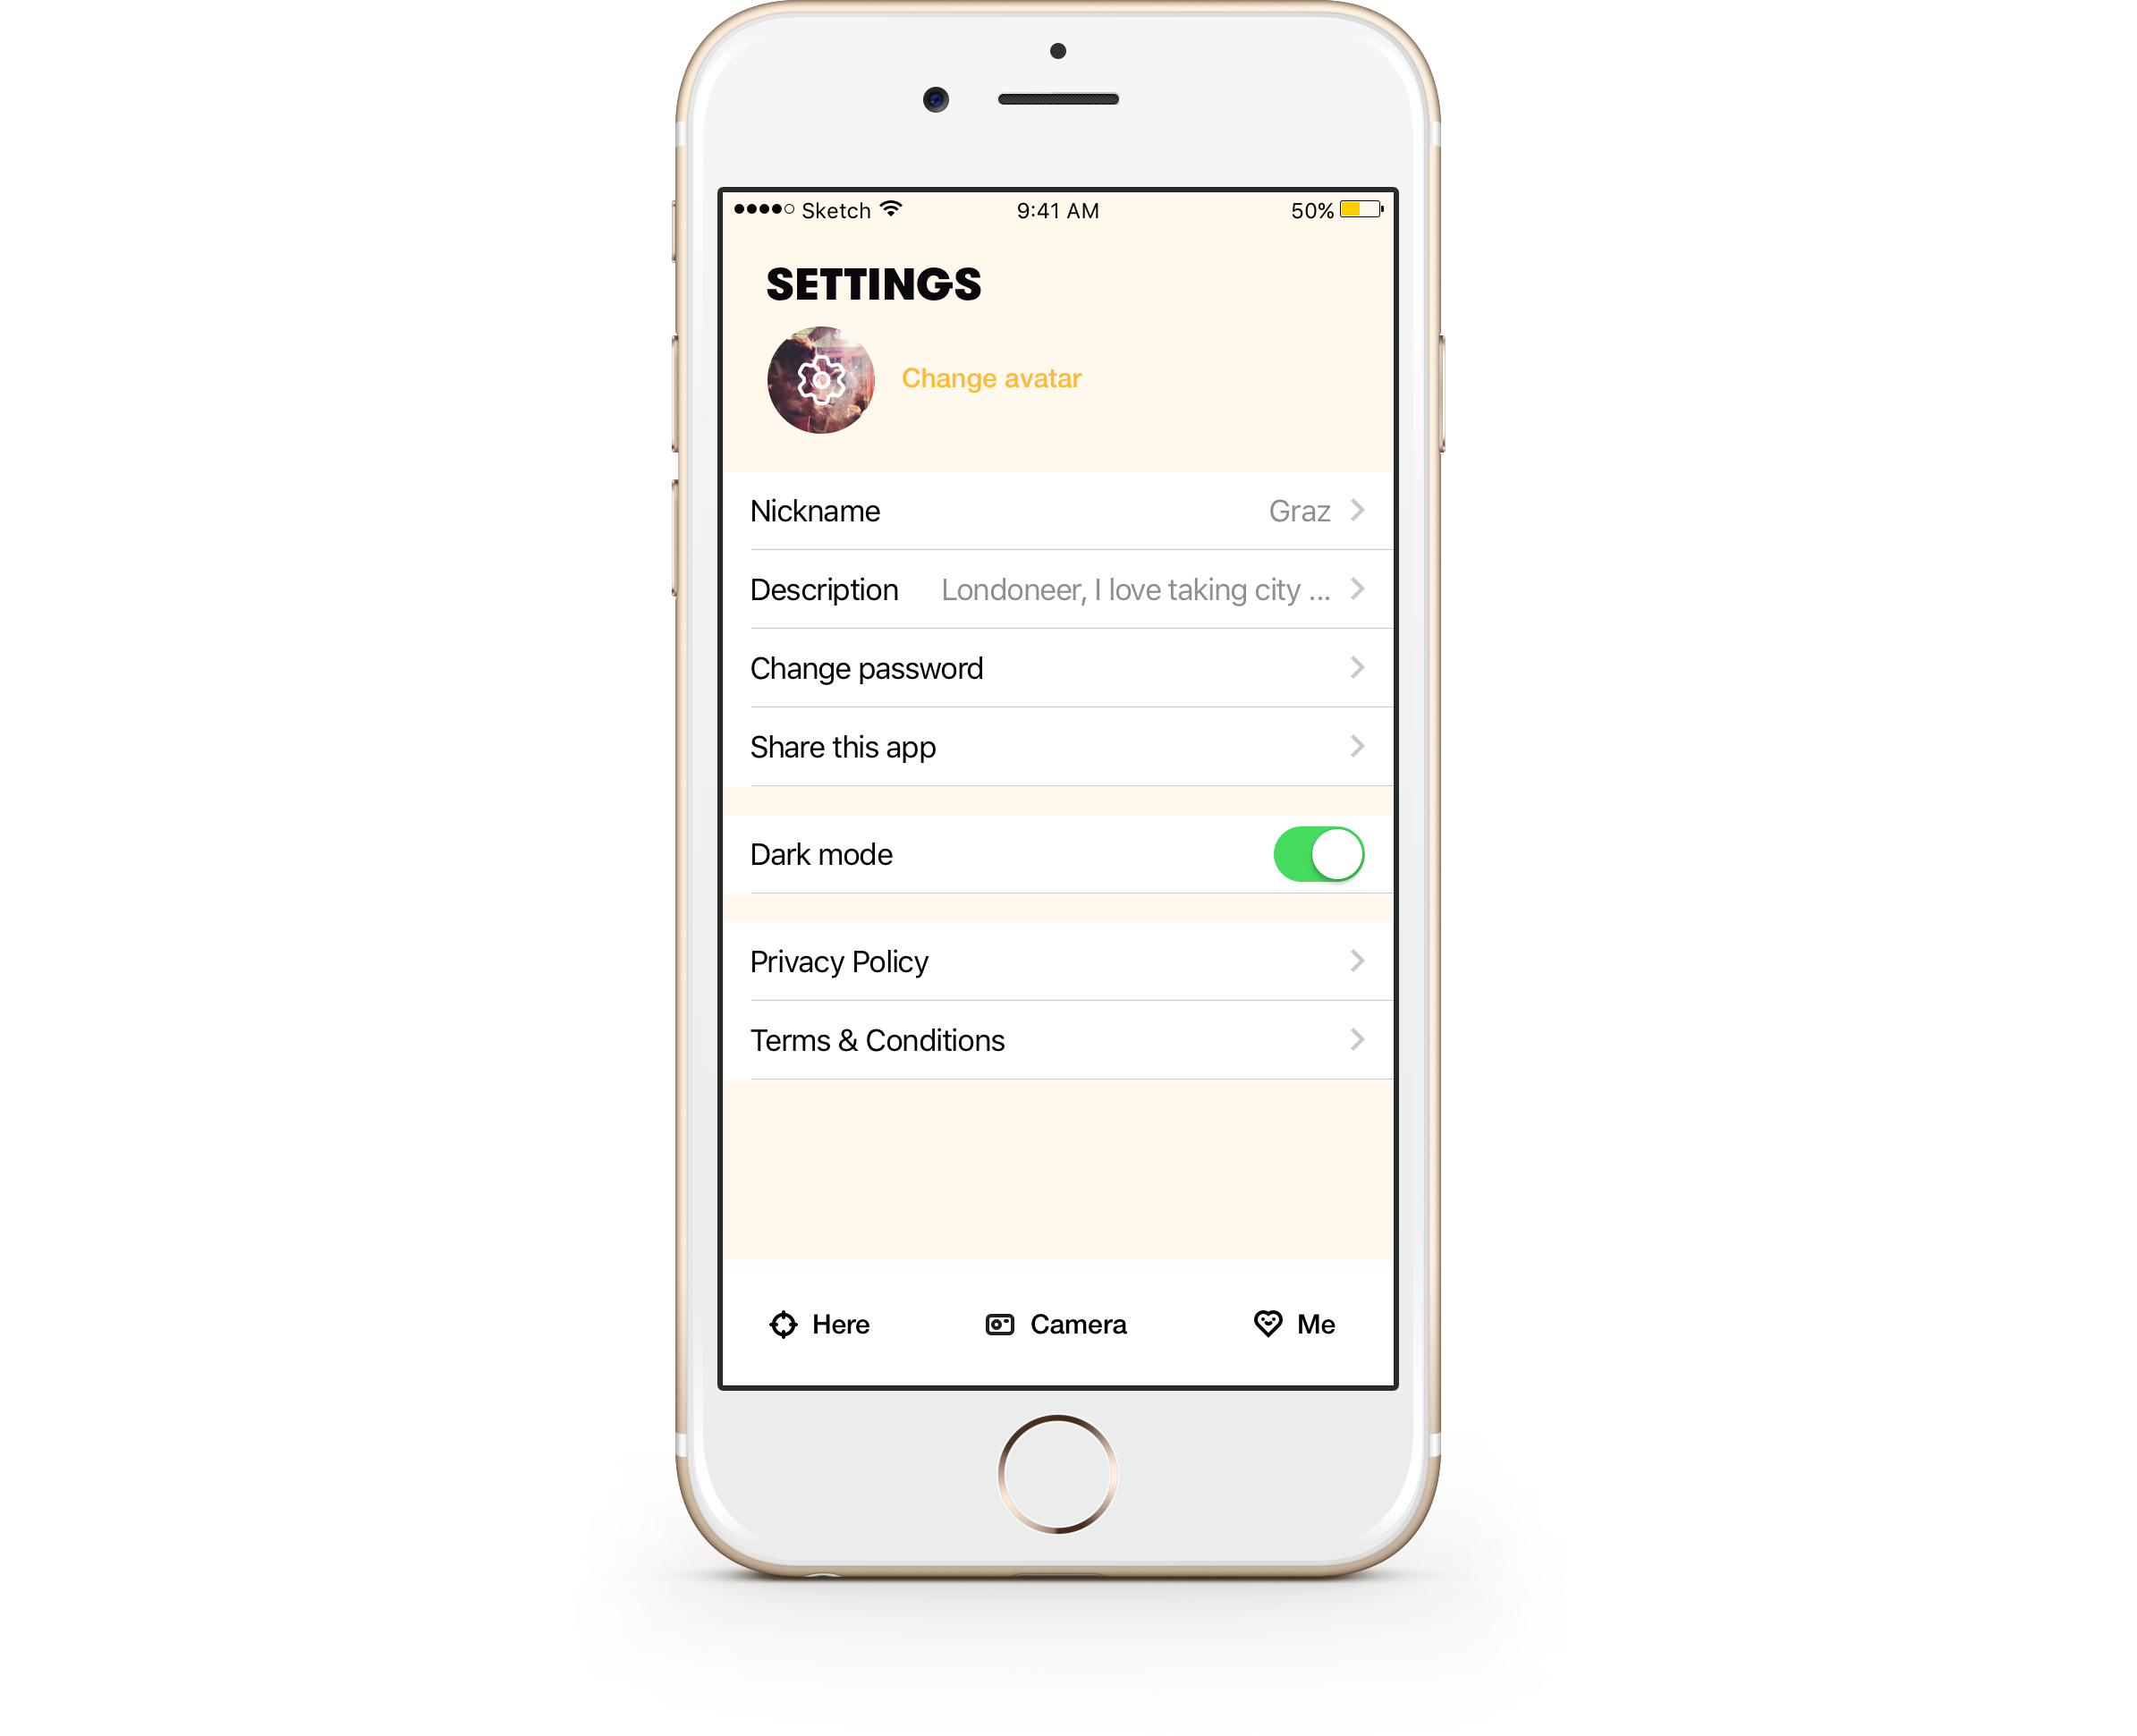 Sketch 9:41 AM 50%
SETTINGS
Change avatar
Nickname Graz
Description Londoneer, I love taking city ...
Change password
Share this app
Dark mode
Privacy Policy
Terms & Conditions
Here Camera Me